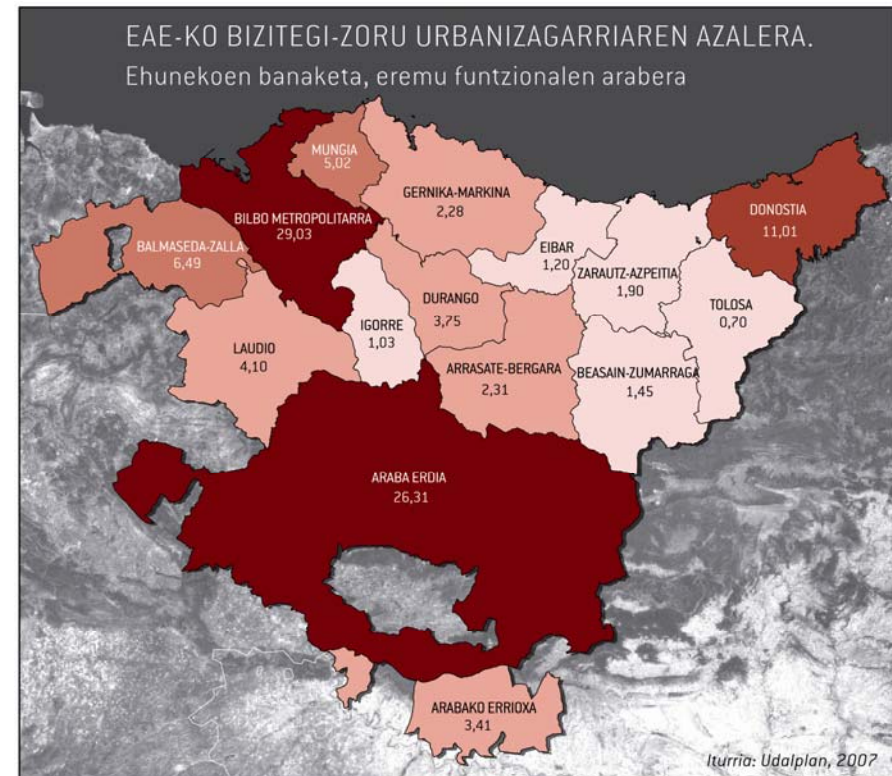 EAE-KO BIZITEGI-ZORU URBANIZAGARRIAREN AZALERA.
Ehunekoen banaketa, eremu funtzionalen arabera
MUNGIA
5,02
GERNIKA-MARKINA
2,28
BILBO METROPOLITARRA
29,03
DONOSTIA
11,01
BALMASEDA-ZALLA
6,49
EIBAR
1,20
ZARAUTZ-AZPEITIA
1,90
DURANGO
3,75
TOLOSA
0,70
IGORRE
1,03
LAUDIO
4,10
ARRASATE-BERGARA
2,31
BEASAIN-ZUMARRAGA
1,45
ARABA ERDIA
26,31
ARABAKO ERRIOXA
3,41
Iturria: Udalplan, 2007